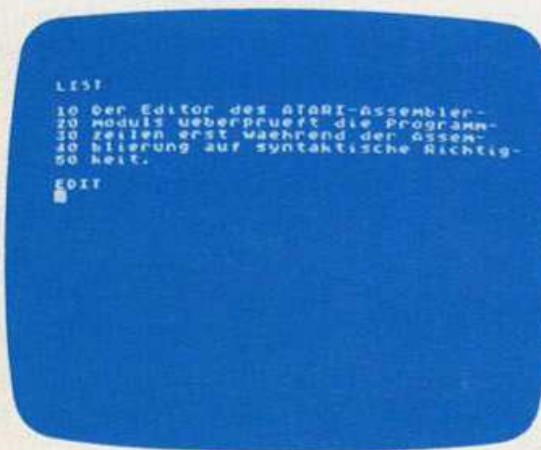 LIST
10 Der Editor des ATARI-Assembler-
20 moduls ueberprueft die Programm-
30 zeilen erst waehrend der Assem-
40 blierung auf syntaktische Richtig-
50 keit.
EDIT